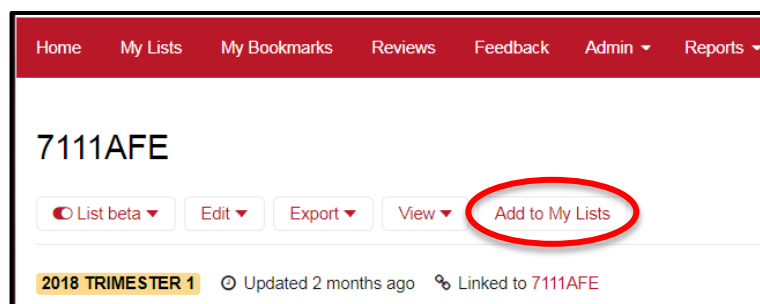 Home My Lists My Bookmarks Reviews Feedback Admin Reports
7111AFE
List beta Edit Export View Add to My Lists
2018 TRIMESTER 1 Updated 2 months ago Linked to 7111AFE